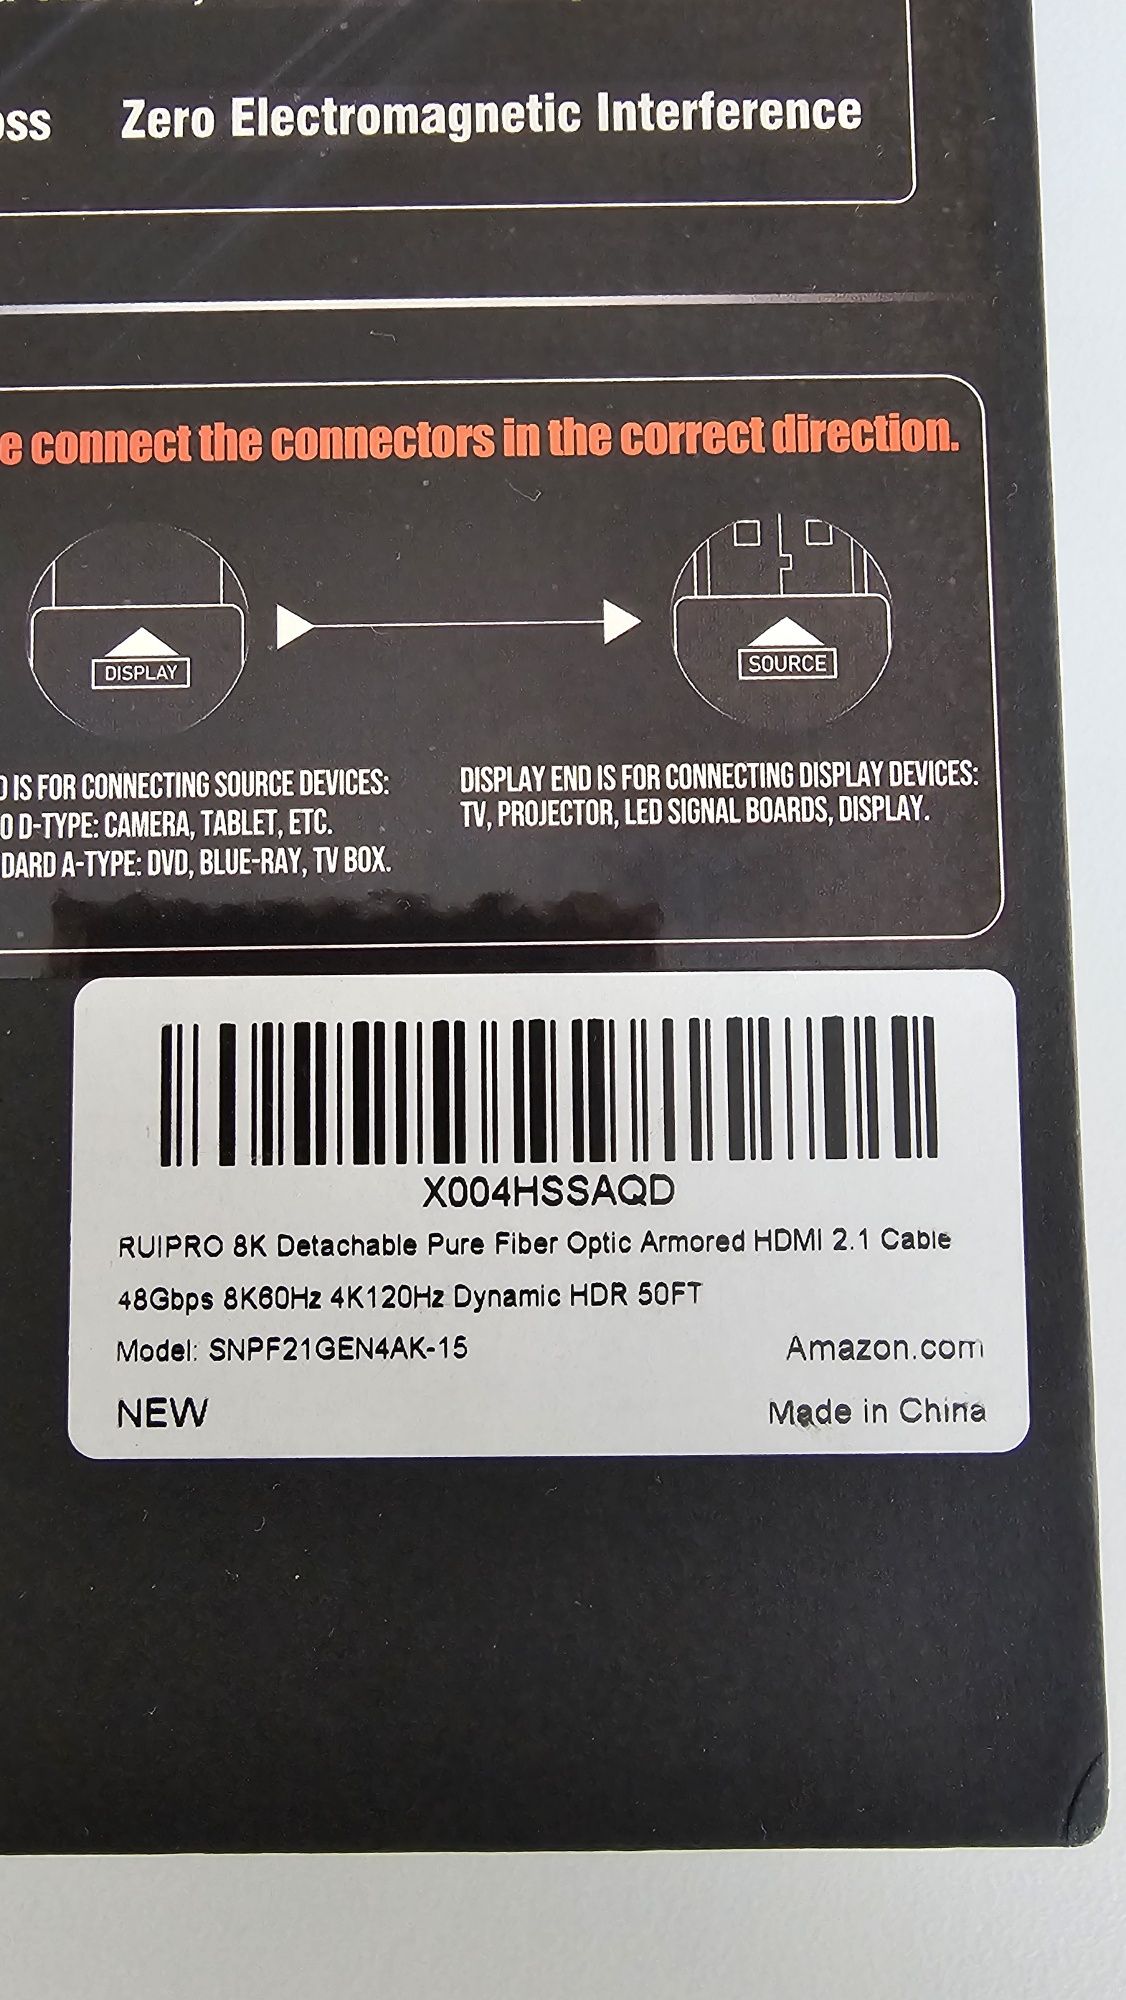 Zero Electromagnetic Interference
connect the connectors in the correct direction.
DISPLAY
SOURCE
IS FOR CONNECTING SOURCE DEVICES:
D-TYPE: CAMERA, TABLET, ETC.
A-TYPE: DVD, BLUE-RAY, TV BOX.
DISPLAY END IS FOR CONNECTING DISPLAY DEVICES:
TV, PROJECTOR, LED SIGNAL BOARDS, DISPLAY.
X004HSSAQD
RUIPRO 8K Detachable Pure Fiber Optic Armored HDMI 2.1 Cable
48Gbps 8K60Hz 4K120Hz Dynamic HDR 50FT
Model: SNPF21GEN4AK-15
Amazon.com
NEW
Made in China